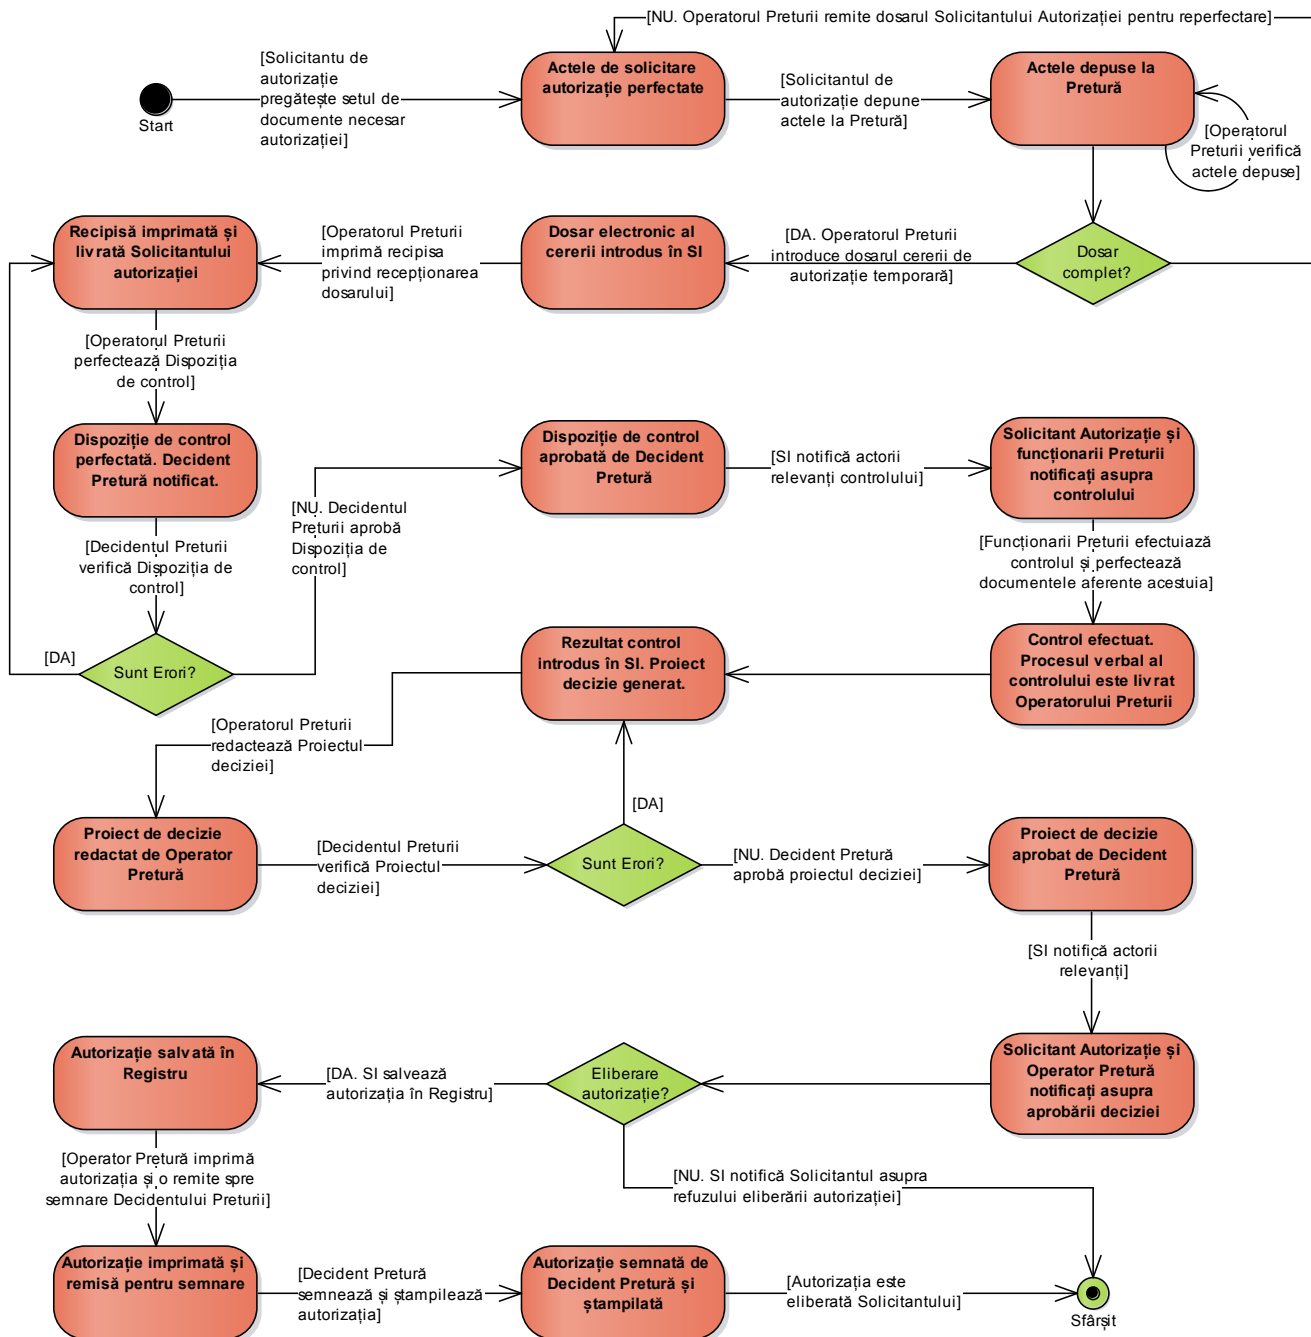 [NU. Operatorul Preturii remite dosarul Solicitantului Autorizației pentru reperfectare]
[Solicitantu de
autorizație
pregătește setul de
documente necesar
autorizației]
Start
Actele de solicitare
autorizație perfectate
[Solicitantul de
autorizație depune
actele la Pretură]
Actele depuse la
Pretură
[Operatorul
Preturii verifică
actele depuse]
Recipisă imprimată și
livrată Solicitantului
autorizației
[Operatorul Preturii
imprimă recipisa
privind recepționarea
dosarului]
Dosar electronic al
cererii introdus în SI
[DA. Operatorul Preturii
introduce dosarul cererii de
autorizație temporară]
Dosar
complet?
[Operatorul Preturii
perfectează Dispoziția
de control]
Dispoziție de control
perfectată. Decident
Pretură notificat.
[NU. Decidentul
Preturii aprobă
Dispoziția de
control]
Dispoziție de control
aprobată de Decident
Pretură
[SI notifică actorii
relevanți controlului]
Solicitant Autorizație și
funcționarii Preturii
notificați asupra
controlului
[Decidentul Preturii
verifică Dispoziția de
control]
[Funcționarii Preturii efectuiază
controlul și perfectează
documentele aferente acestuia]
[DA]
Sunt Erori?
Rezultat control
introdus în SI. Proiect
decizie generat.
Control efectuat.
Procesul verbal al
controlului este livrat
Operatorului Preturii
[Operatorul Preturii
redactează Proiectul
deciziei]
[DA]
Proiect de decizie
redactat de Operator
Pretură
[Decidentul Preturii
verifică Proiectul
deciziei]
Sunt Erori?
[NU. Decident Pretură
aprobă proiectul deciziei]
Proiect de decizie
aprobat de Decident
Pretură
[SI notifică actorii
relevanți]
Autorizație salvată în
Registru
[DA. SI salvează
autorizația în Registru]
Eliberare
autorizație?
Solicitant Autorizație și
Operator Pretură
notificați asupra
aprobării deciziei
[Operator Pretură imprimă
autorizația și o remite spre
semnare Decidentului Preturii]
[NU. SI notifică Solicitantul asupra
refuzului eliberării autorizației]
Autorizație imprimată și
remisă pentru semnare
[Decident Pretură
semnează și ștampilează
autorizația]
Autorizație semnată de
Decident Pretură și
ștampilată
[Autorizația este
eliberată Solicitantului]
Sfârșit